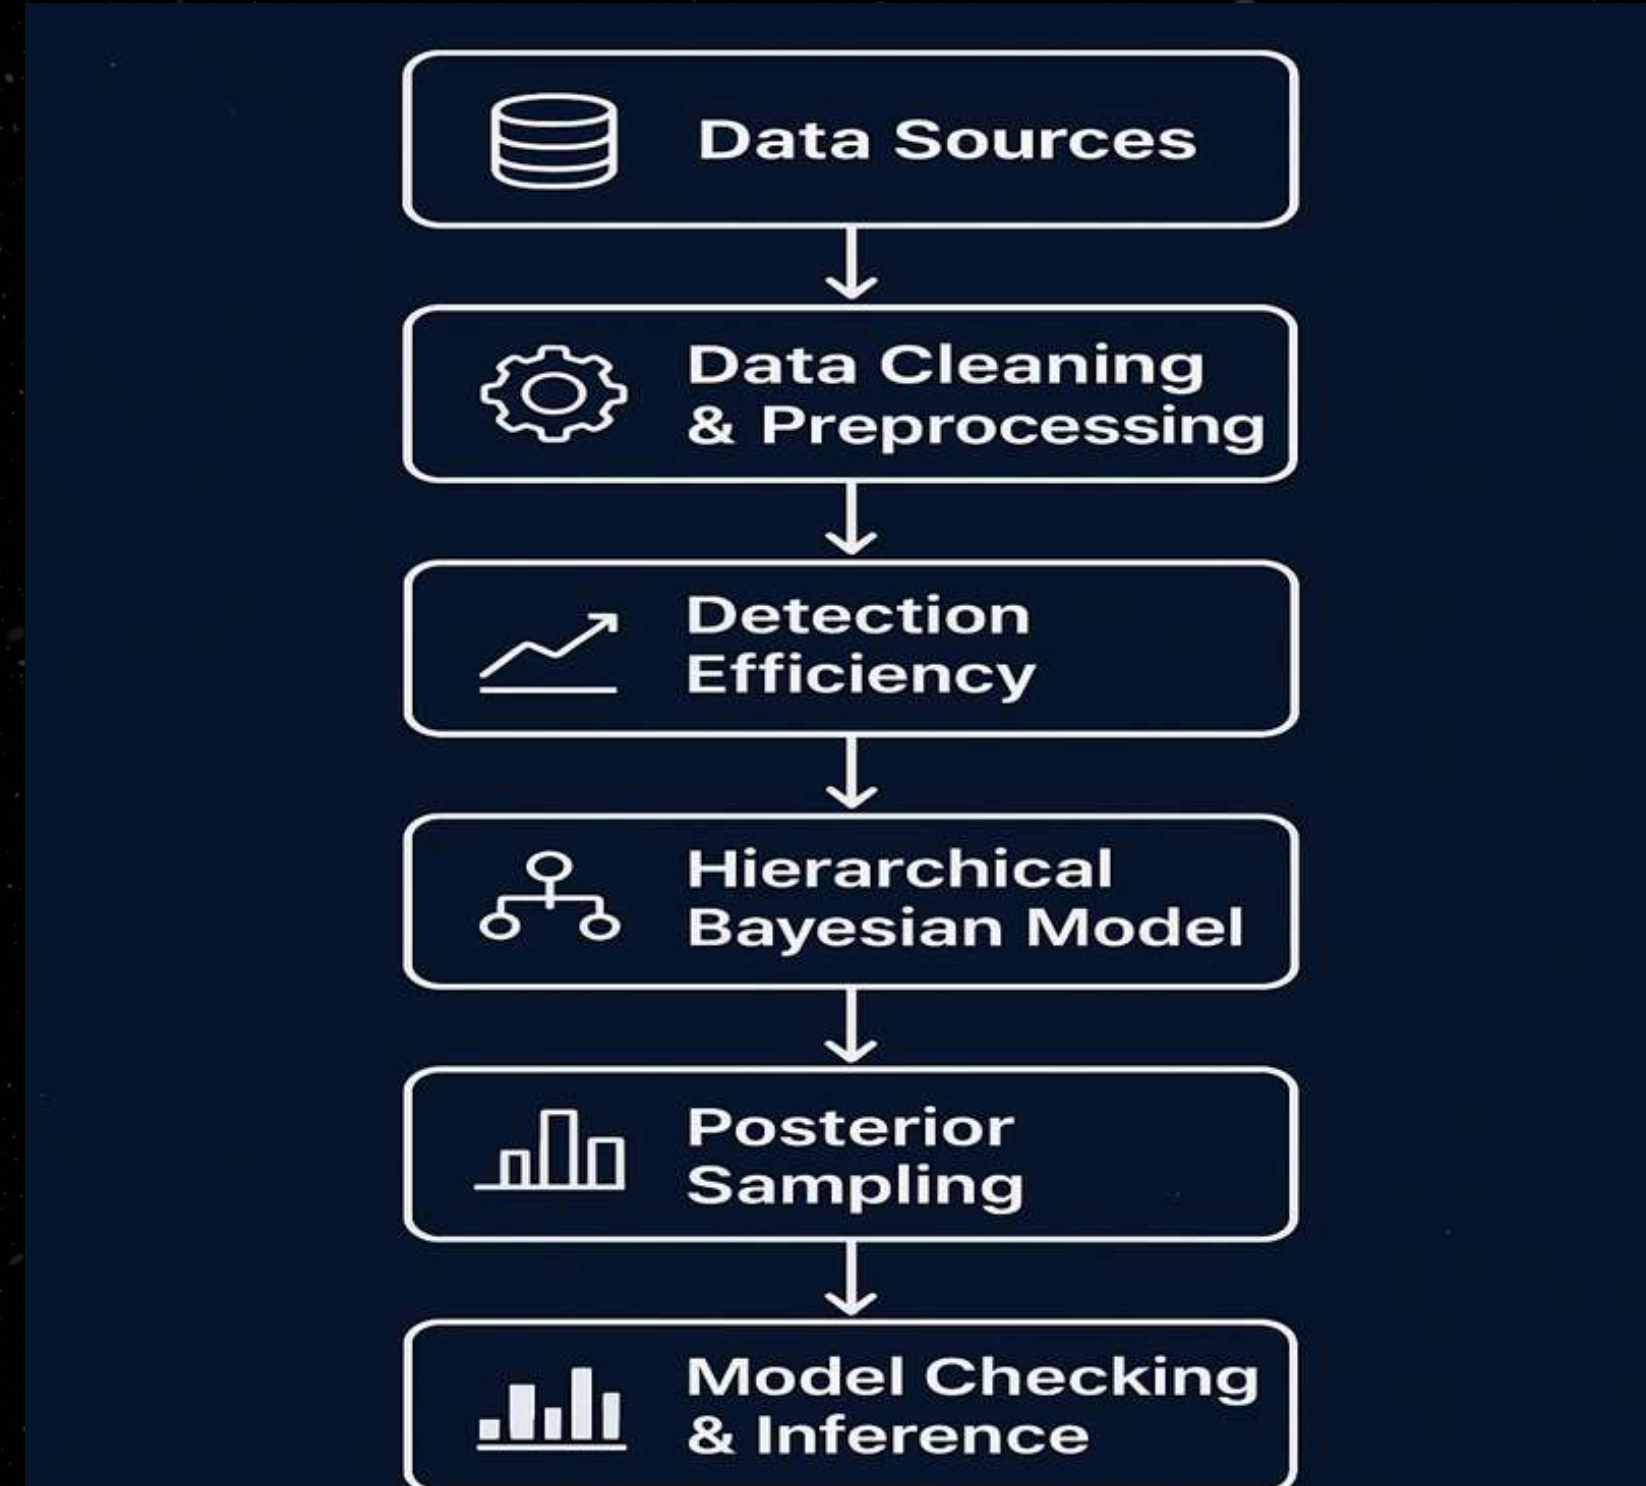 Data Sources
Data Cleaning
& Preprocessing
Detection
Efficiency
Hierarchical
Bayesian Model
Posterior
Sampling
Model Checking
& Inference